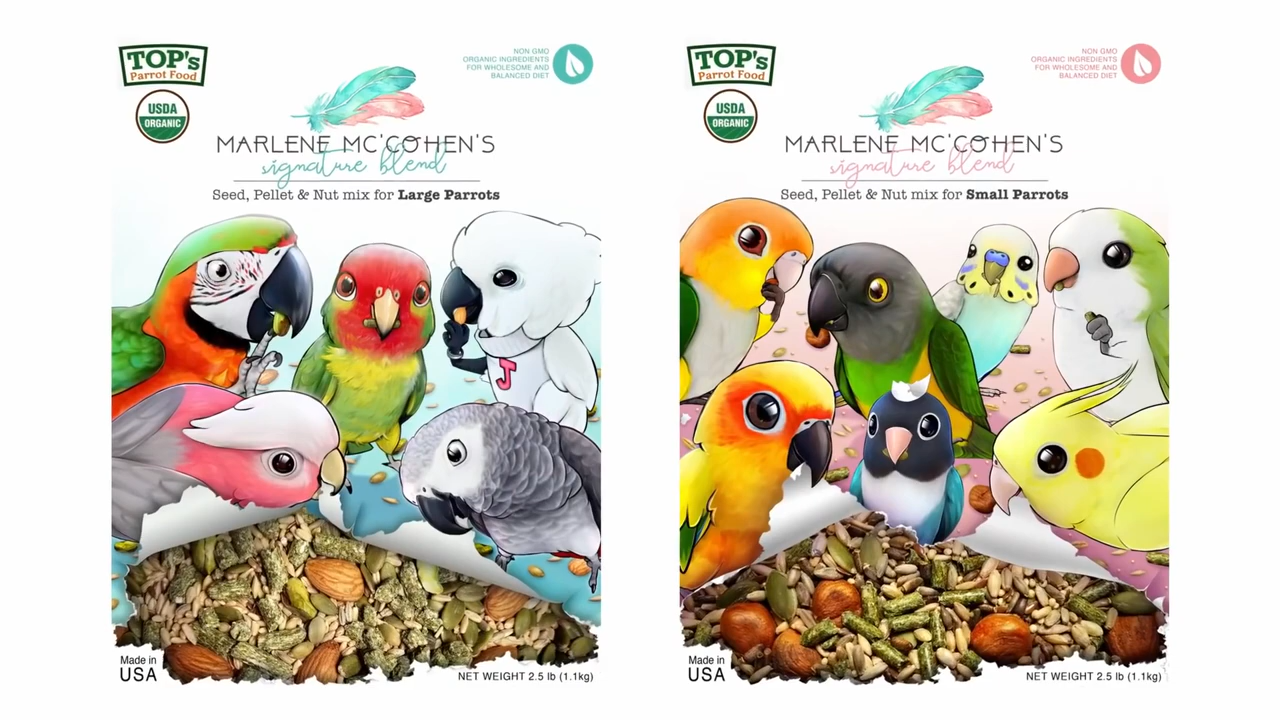 TOP's
Parrot Food
USDA
ORGANIC
NON GMO
ORGANIC INGREDIENTS
FOR WHOLESOME AND
BALANCED DIET
MARLENE MC'COHEN'S
signature blend
Seed, Pellet & Nut mix for Large Parrots
J
Made in
USA
NET WEIGHT 2.5 lb (1.1kg)
TOP's
Parrot Food
USDA
ORGANIC
NON GMO
ORGANIC INGREDIENTS
FOR WHOLESOME AND
BALANCED DIET
MARLENE MC'COHEN'S
signature blend
Seed, Pellet & Nut mix for Small Parrots
Made in
USA
NET WEIGHT 2.5 lb (1.1kg)